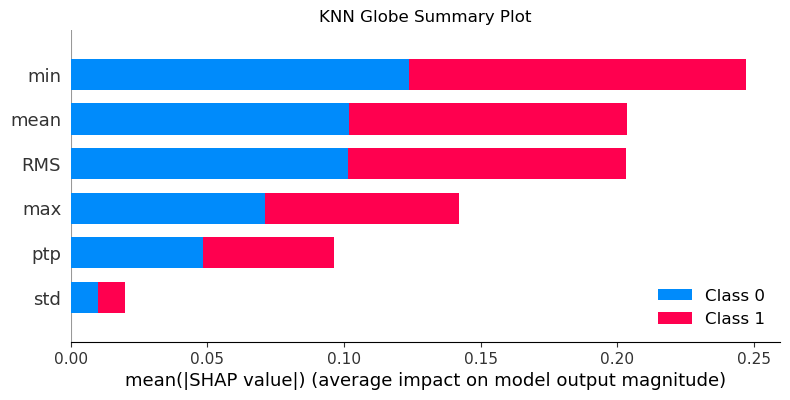 KNN Globe Summary Plot
min
mean
RMS
max
ptp
std
Class 0
Class 1
0.00 0.05 0.10 0.15 0.20 0.25
mean(|SHAP value|) (average impact on model output magnitude)